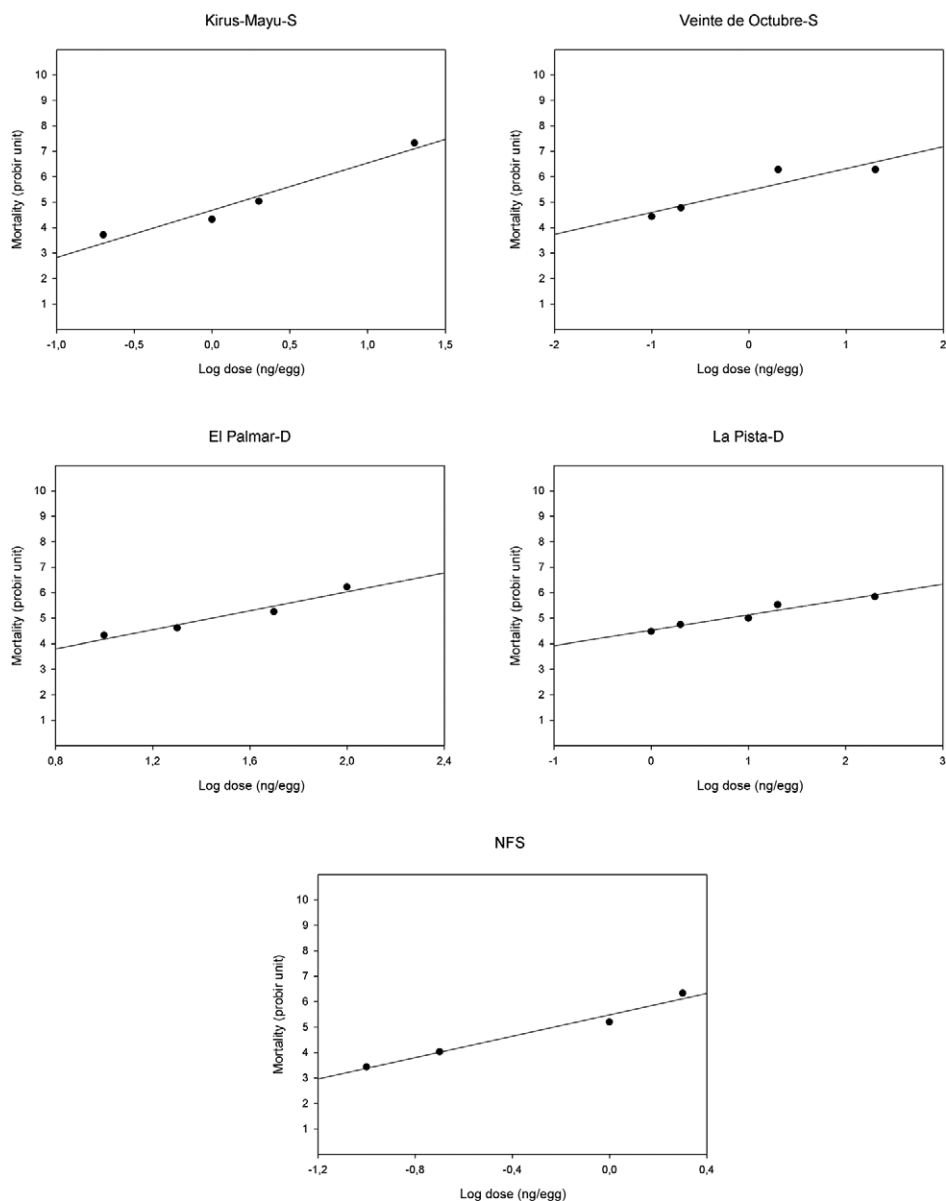 Kirus-Mayu-S
10
9
8
7
6
5
4
3
2
1
Mortality (probir unit)
-1,0 -0,5 0,0 0,5 1,0 1,5
Log dose (ng/egg)
Veinte de Octubre-S
10
9
8
7
6
5
4
3
2
1
Mortality (probir unit)
-2 -1 0 1 2
Log dose (ng/egg)
El Palmar-D
10
9
8
7
6
5
4
3
2
1
Mortality (probir unit)
0,8 1,2 1,6 2,0 2,4
Log dose (ng/egg)
La Pista-D
10
9
8
7
6
5
4
3
2
1
Mortality (probir unit)
-1 0 1 2 3
Log dose (ng/egg)
NFS
10
9
8
7
6
5
4
3
2
1
Mortality (probir unit)
-1,2 -0,8 -0,4 0,0 0,4
Log dose (ng/egg)